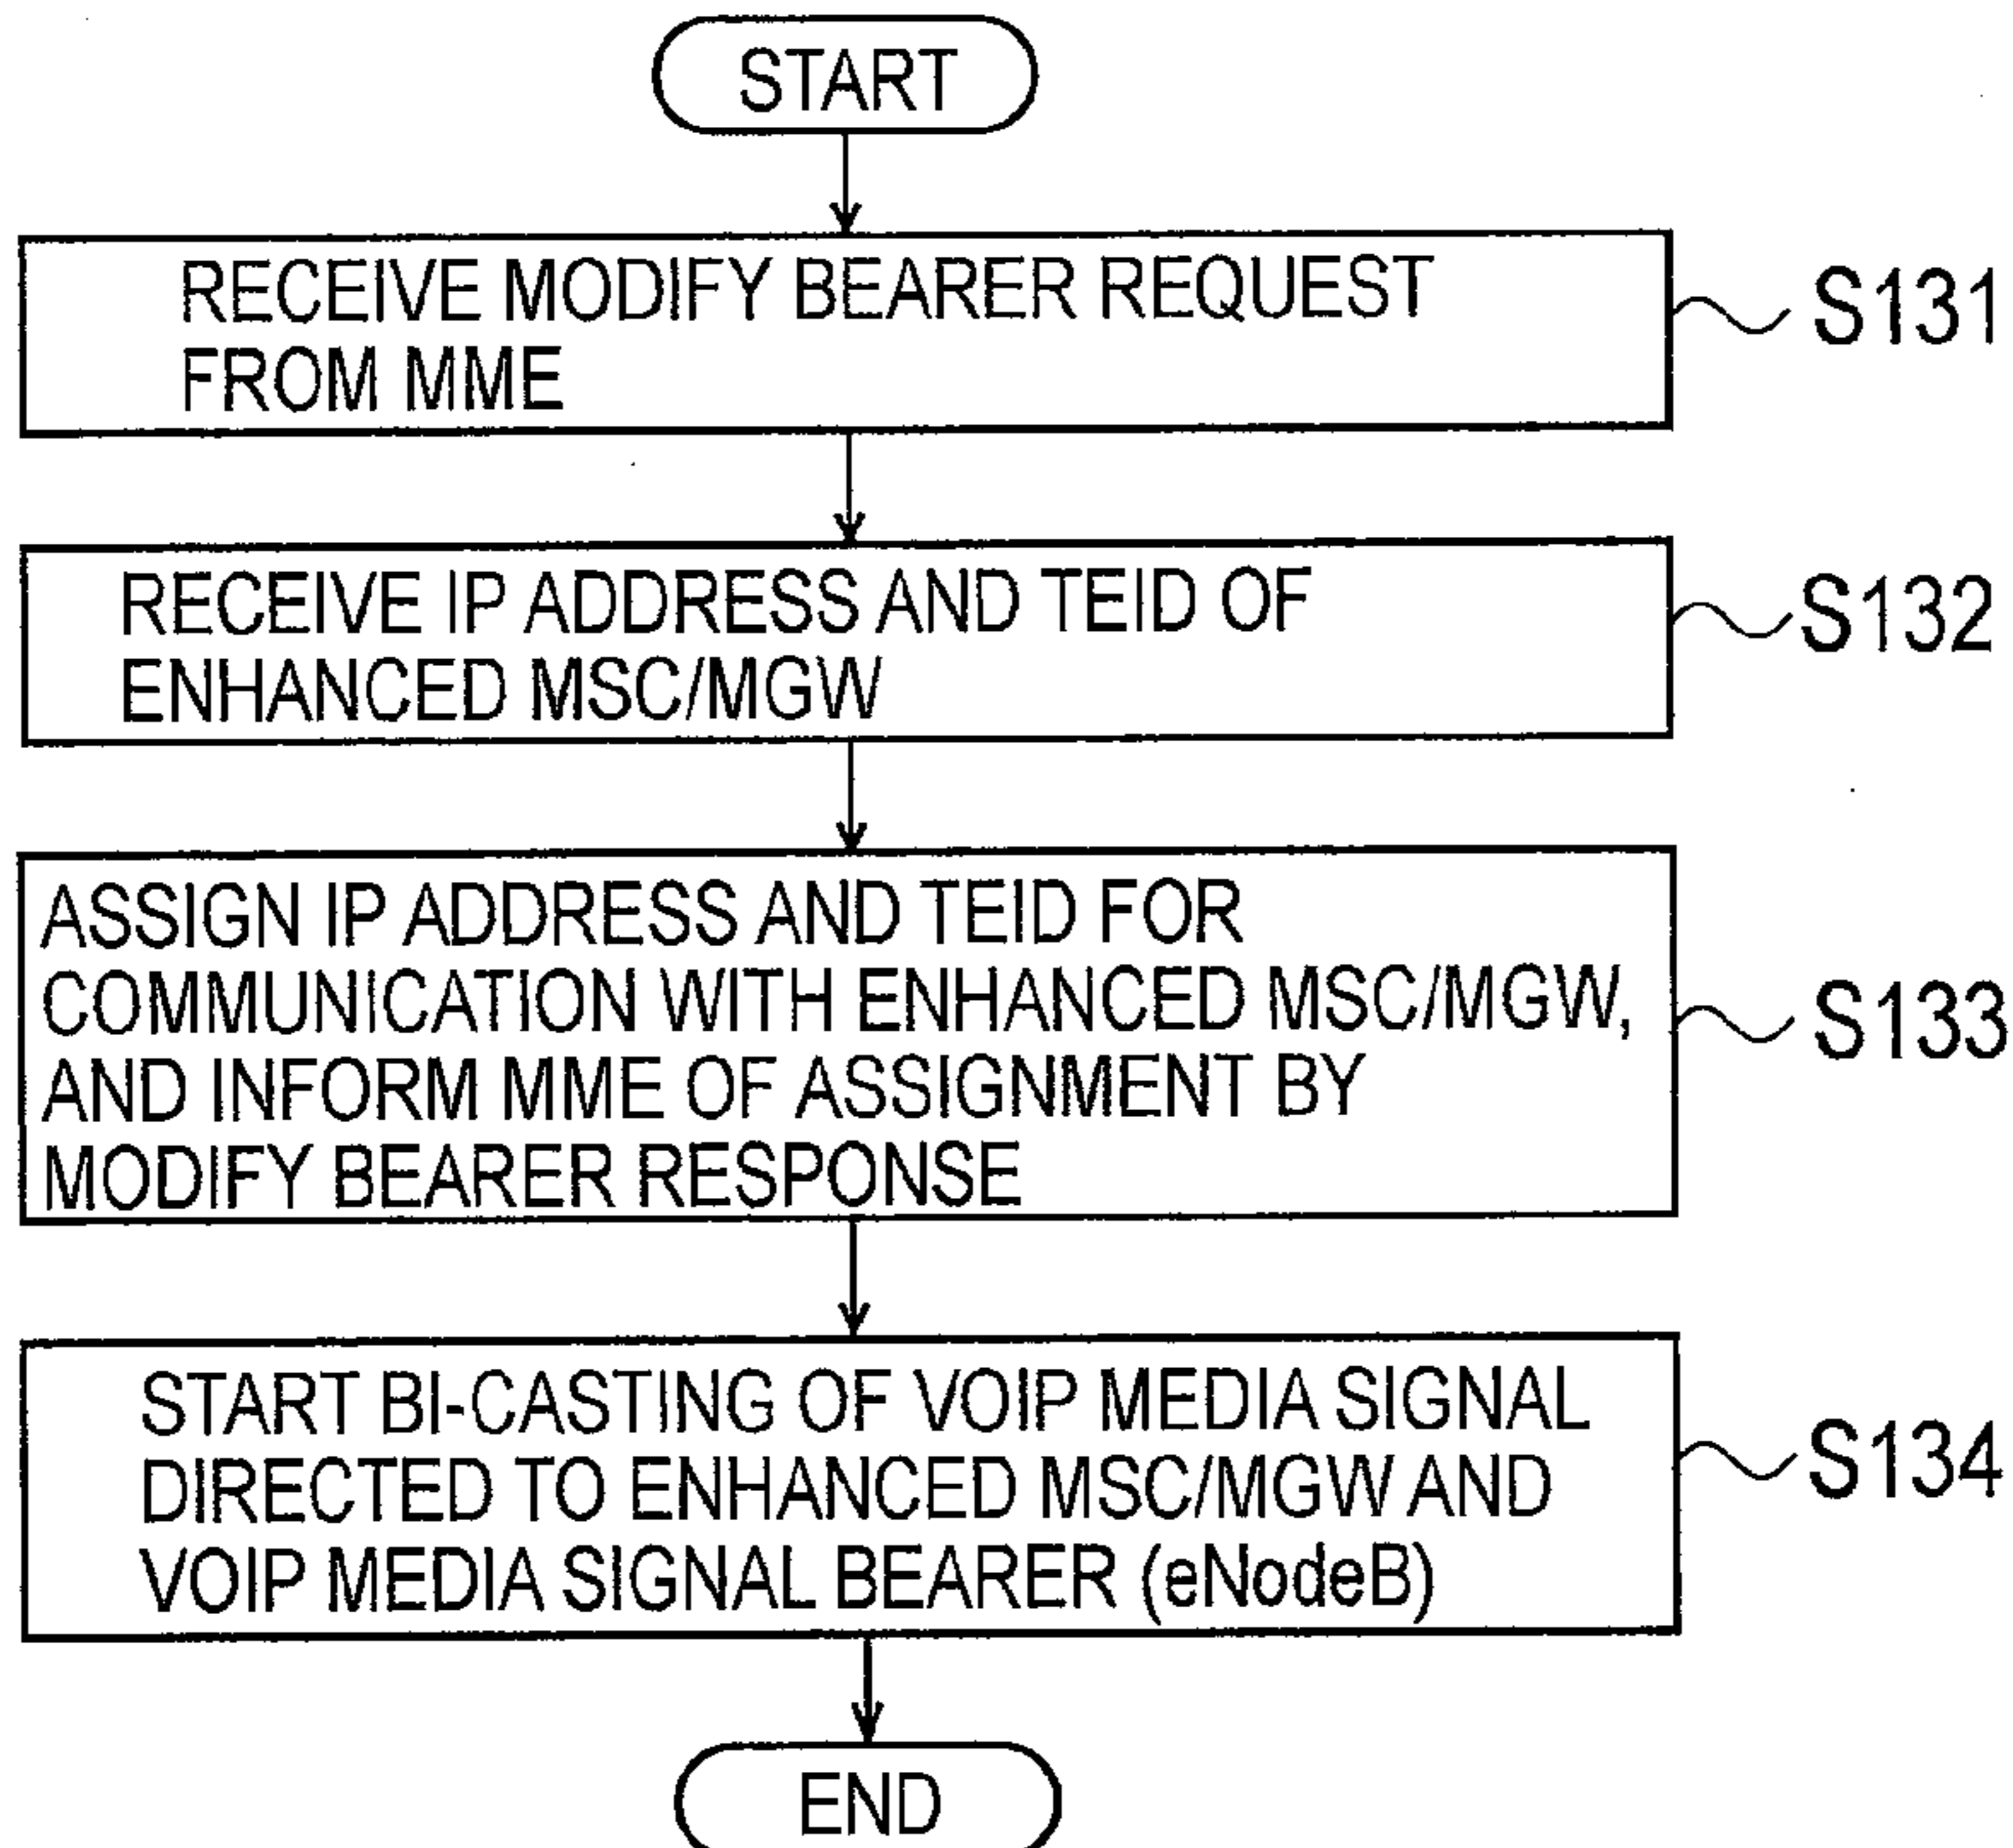 START
RECEIVE MODIFY BEARER REQUEST
FROM MME
S131
RECEIVE IP ADDRESS AND TEID OF
ENHANCED MSC/MGW
S132
ASSIGN IP ADDRESS AND TEID FOR
COMMUNICATION WITH ENHANCED MSC/MGW,
AND INFORM MME OF ASSIGNMENT BY
MODIFY BEARER RESPONSE
S133
START BI-CASTING OF VOIP MEDIA SIGNAL
DIRECTED TO ENHANCED MSC/MGW AND
VOIP MEDIA SIGNAL BEARER (eNodeB)
S134
END